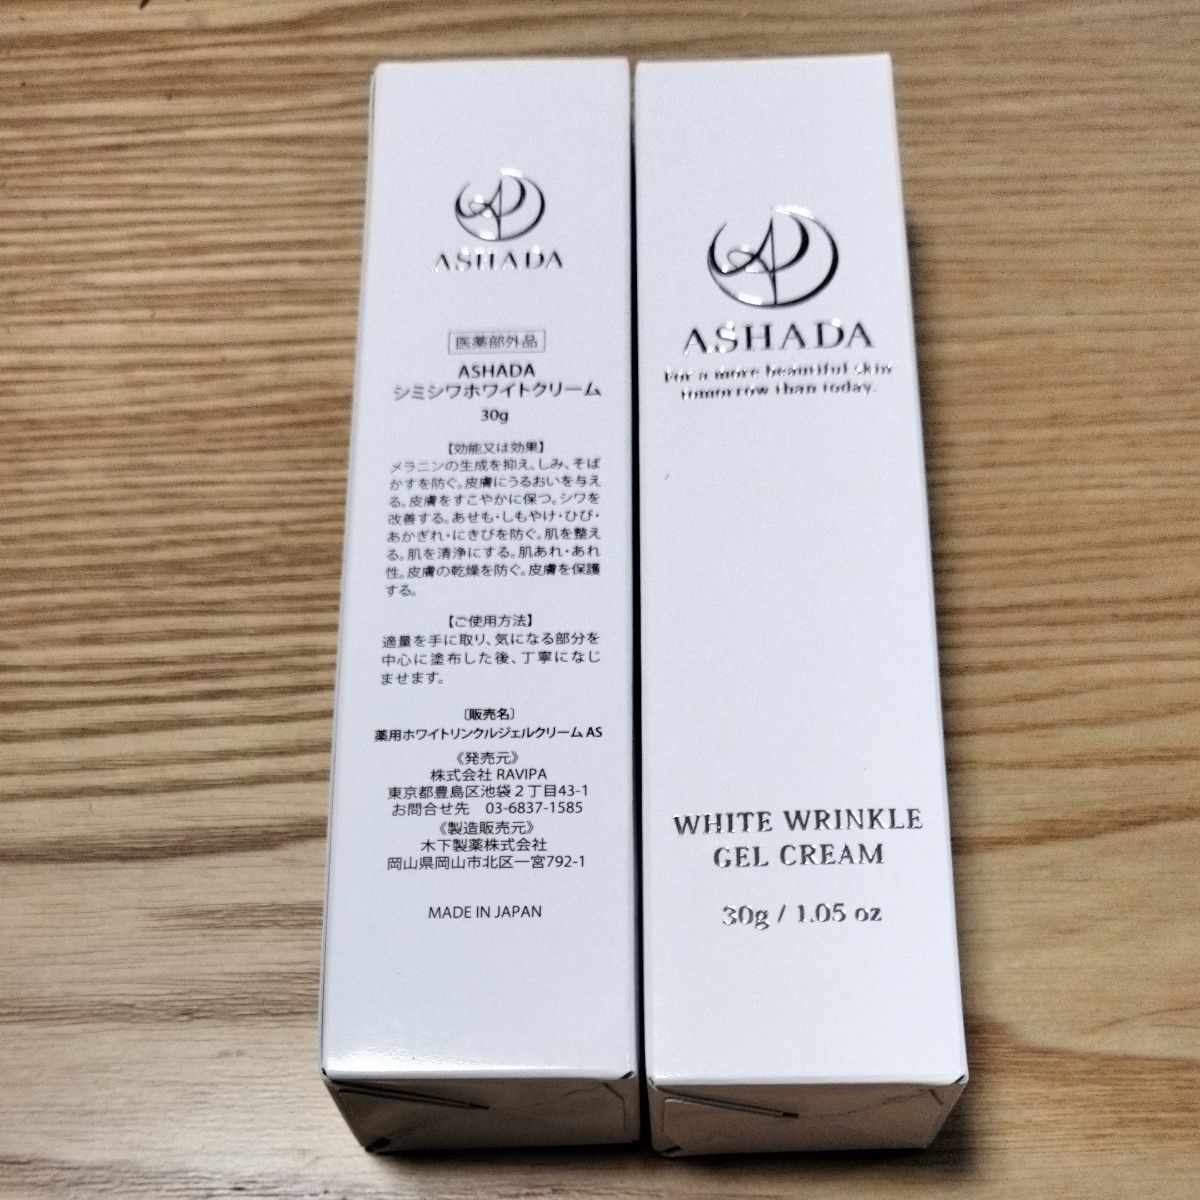 ASHADA
医薬部外品
ASHADA
シミシワホワイトクリーム
30g
【効能又は効果】
メラニンの生成を抑え、しみ、そば
かすを防ぐ。皮膚にうるおいを与え
る。皮膚をすこやかに保つ。シワを
改善する。あせも・しもやけ・ひび・
あかぎれ・にきびを防ぐ。肌を整え
る。肌を清浄にする。肌あれ・あれ
性。皮膚の乾燥を防ぐ。皮膚を保護
する。
【ご使用方法】
適量を手に取り、気になる部分を
中心に塗布した後、丁寧になじ
ませます。
〔販売名〕
薬用ホワイトリンクルジェルクリーム AS
《発売元》
株式会社 RAVIPA
東京都豊島区池袋２丁目43-1
お問合せ先 03-6837-1585
《製造販売元》
木下製薬株式会社
岡山県岡山市北区一宮792-1
MADE IN JAPAN
ASHADA
For a more beautiful skin
tomorrow than today.
WHITE WRINKLE
GEL CREAM
30g / 1.05 oz